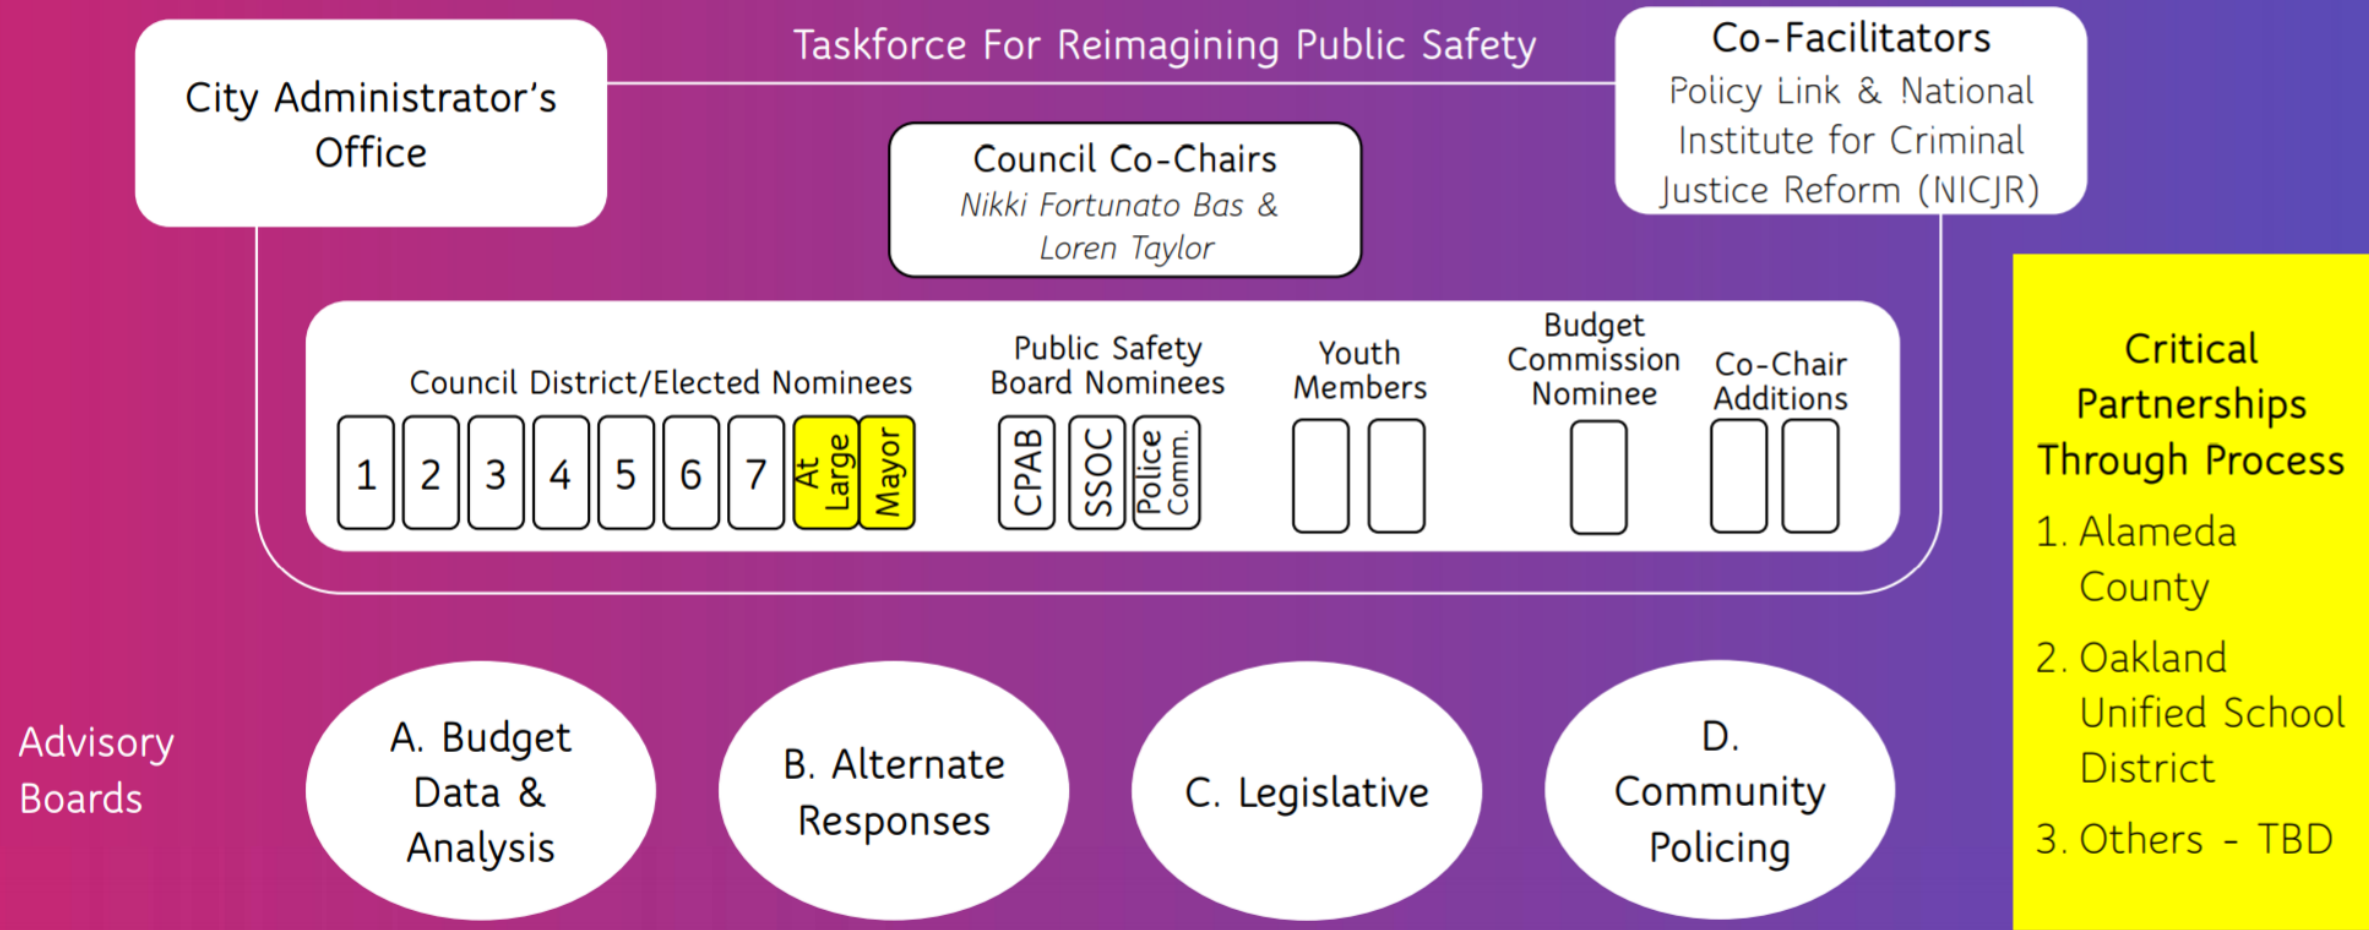 Taskforce For Reimagining Public Safety
City Administrator's
Office
Co-Facilitators
Policy Link & National
Institute for Criminal
Justice Reform (NICJR)
Council Co-Chairs
Nikki Fortunato Bas &
Loren Taylor
Council District/Elected Nominees
1
2
3
4
5
6
7
At
Large
Mayor
Public Safety
Board Nominees
CPAB
SSOC
Police
Comm.
Youth
Members
Budget
Commission
Nominee
Co-Chair
Additions
Critical
Partnerships
Through Process
1. Alameda
County
2. Oakland
Unified School
District
3. Others - TBD
Advisory
Boards
A. Budget
Data &
Analysis
B. Alternate
Responses
C. Legislative
D.
Community
Policing